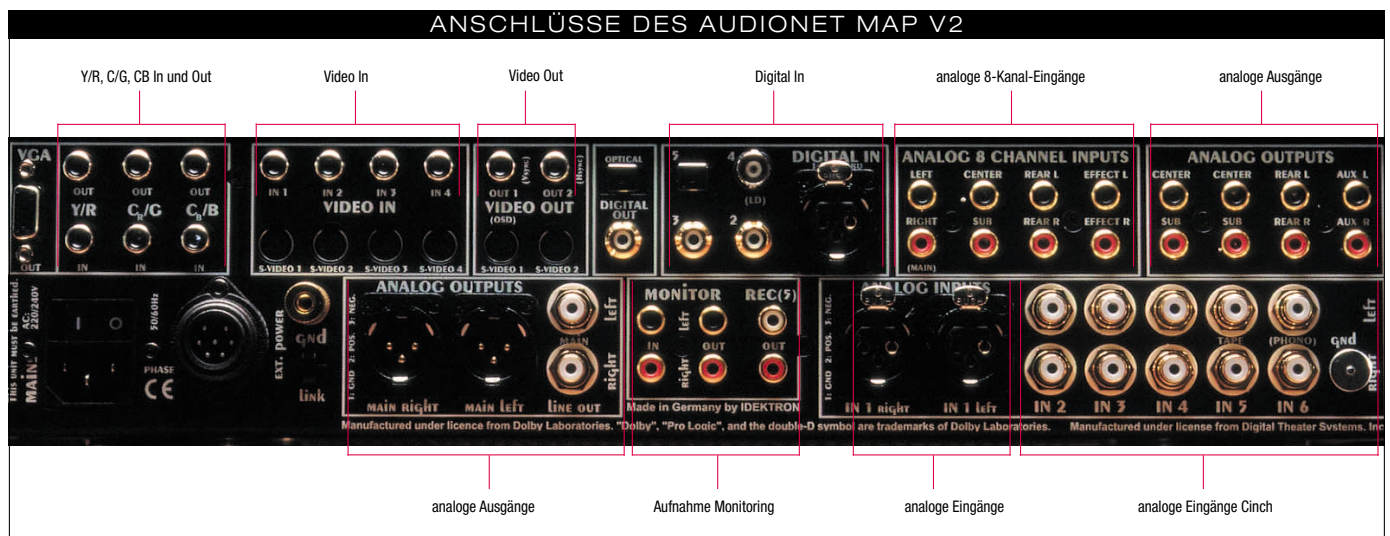 ANSCHLÜSSE DES AUDIONET MAP V2
Y/R, C/G, CB In und Out
Video In
Video Out
Digital In
analoge 8-Kanal-Eingänge
analoge Ausgänge
VGA
OUT
OUT OUT OUT
Y/R CR/G CB/B
IN IN IN
IN 1 IN 2 IN 3 IN 4
VIDEO IN
S-VIDEO 1 S-VIDEO 2 S-VIDEO 3 S-VIDEO 4
OUT 1 (Vsync) OUT 2 (Hsync)
VIDEO OUT
(OSD)
S-VIDEO 1 S-VIDEO 2
OPTICAL
DIGITAL OUT
DIGITAL IN
5 4
(LD)
3 2
ANALOG 8 CHANNEL INPUTS
LEFT CENTER REAR L EFFECT L
RIGHT SUB REAR R EFFECT R
(MAIN)
ANALOG OUTPUTS
CENTER CENTER REAR L AUX L
SUB SUB REAR R AUX R
THIS UNIT MUST BE EARTHED.
MAINS AC: 220/240V
50/60Hz
PHASE
CE
EXT. POWER
gnd
Link
ANALOG OUTPUTS
1: GND 2: POS. 3: NEG.
MAIN RIGHT MAIN LEFT LINE OUT
LEFT
MAIN
RIGHT
MONITOR REC(5)
LEFT
IN OUT OUT
RIGHT
Made in Germany by IDEKTRON
ANALOG INPUTS
1: GND 2: POS. 3: NEG.
IN 1 RIGHT IN 1 LEFT
LEFT
TAPE (PHONO) gnd
RIGHT
IN 2 IN 3 IN 4 IN 5 IN 6
Manufactured under licence from Dolby Laboratories. "Dolby", "Pro Logic", and the double-D symbol are trademarks of Dolby Laboratories. Manufactured under license from Digital Theater Systems. Inc
analoge Ausgänge
Aufnahme Monitoring
analoge Eingänge
analoge Eingänge Cinch